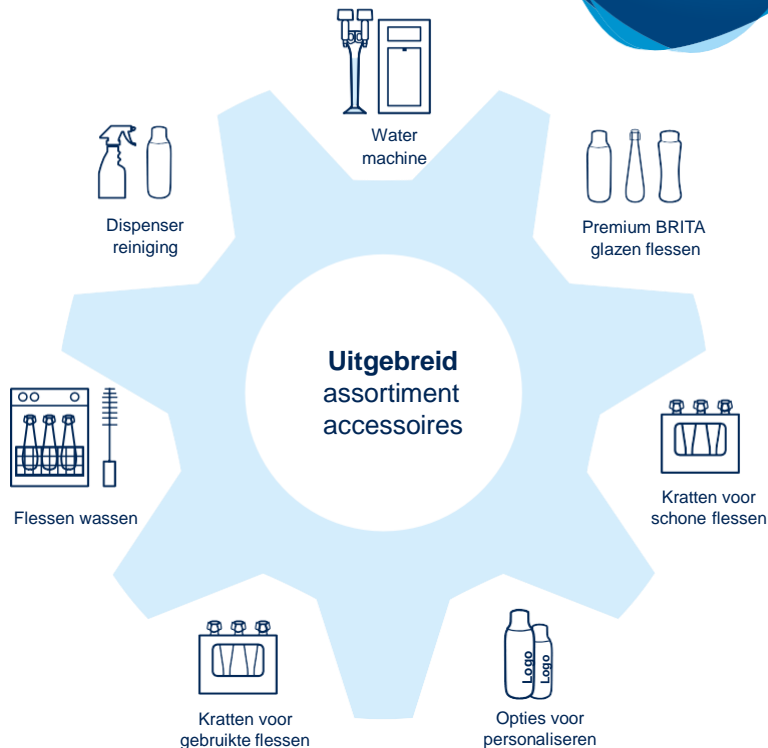 Water
machine
Dispenser
reiniging
Premium BRITA
glazen flessen
Uitgebreid
assortiment
accessoires
Flessen wassen
Kratten voor
schone flessen
Kratten voor
gebruikte flessen
Logo
Logo
Opties voor
personaliseren